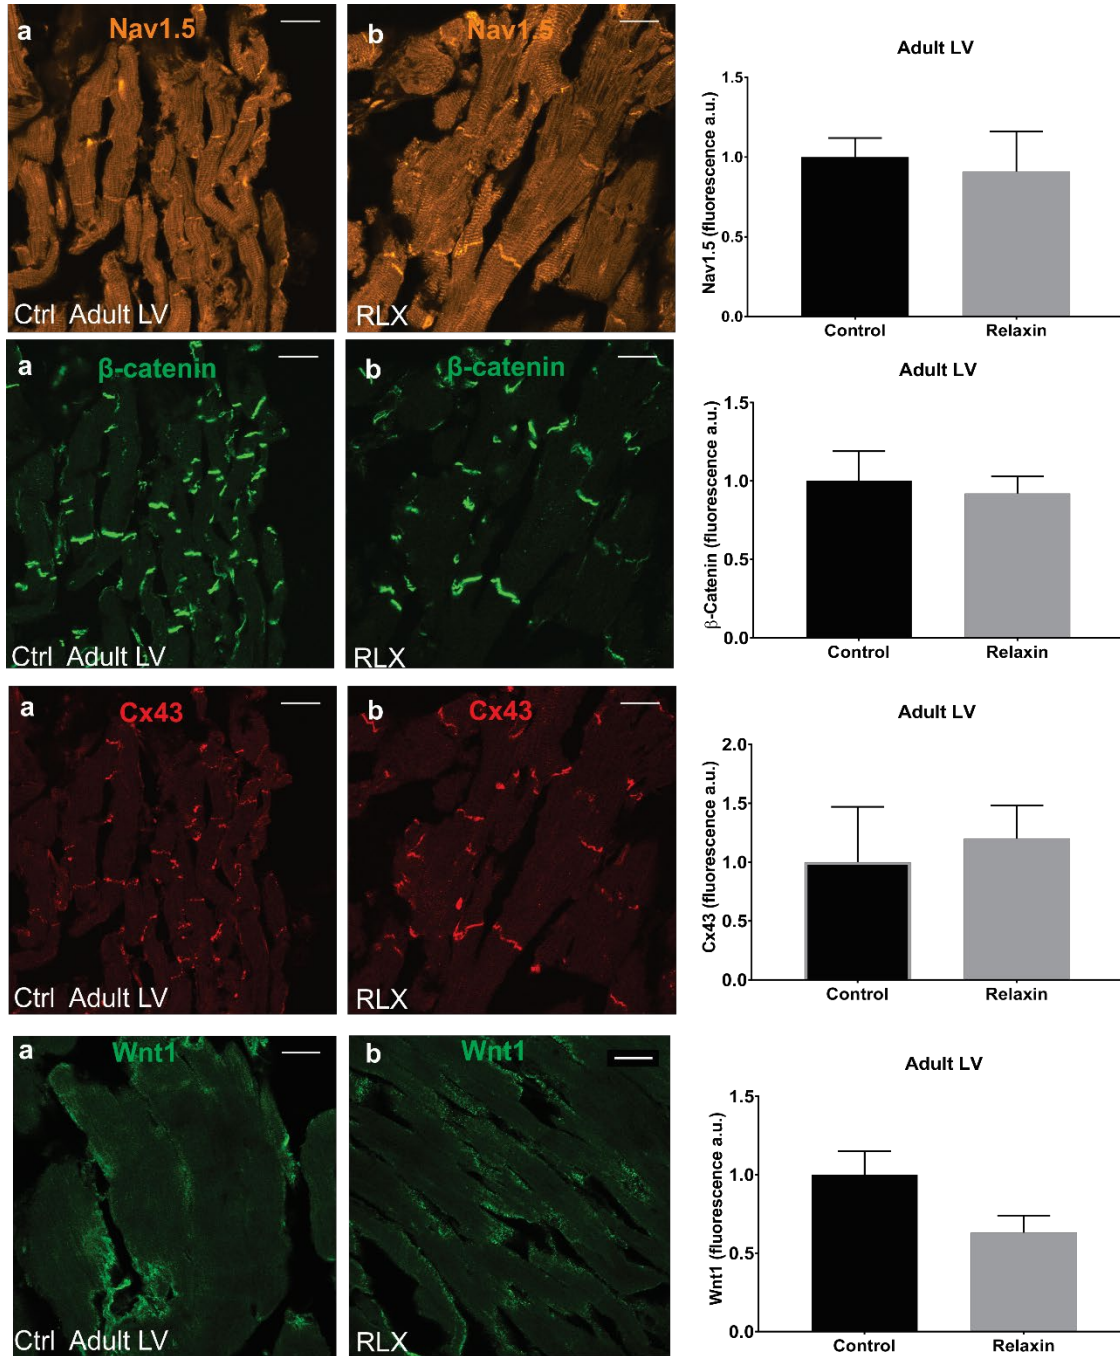 a Nav1.5
Ctrl Adult LV
b Nav1.5
RLX
Adult LV
Nav1.5 (fluorescence a.u.)
1.5
1.0
0.5
0.0
Control Relaxin
a β-catenin
Ctrl Adult LV
b β-catenin
RLX
Adult LV
β-Catenin (fluorescence a.u.)
1.5
1.0
0.5
0.0
Control Relaxin
a Cx43
Ctrl Adult LV
b Cx43
RLX
Adult LV
Cx43 (fluorescence a.u.)
2.0
1.5
1.0
0.5
0.0
Control Relaxin
a Wnt1
Ctrl Adult LV
b Wnt1
RLX
Adult LV
Wnt1 (fluorescence a.u.)
1.5
1.0
0.5
0.0
Control Relaxin